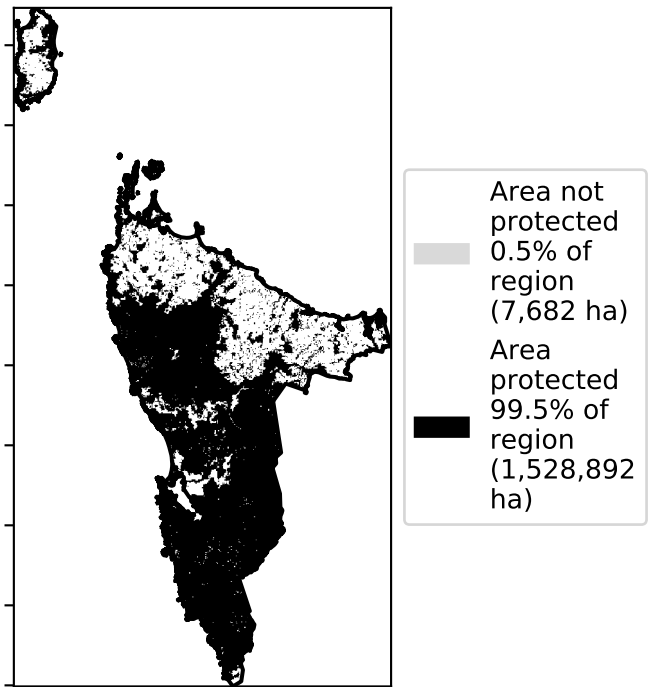 Area not
protected
0.5% of
region
(7,682 ha)
Area
protected
99.5% of
region
(1,528,892
ha)